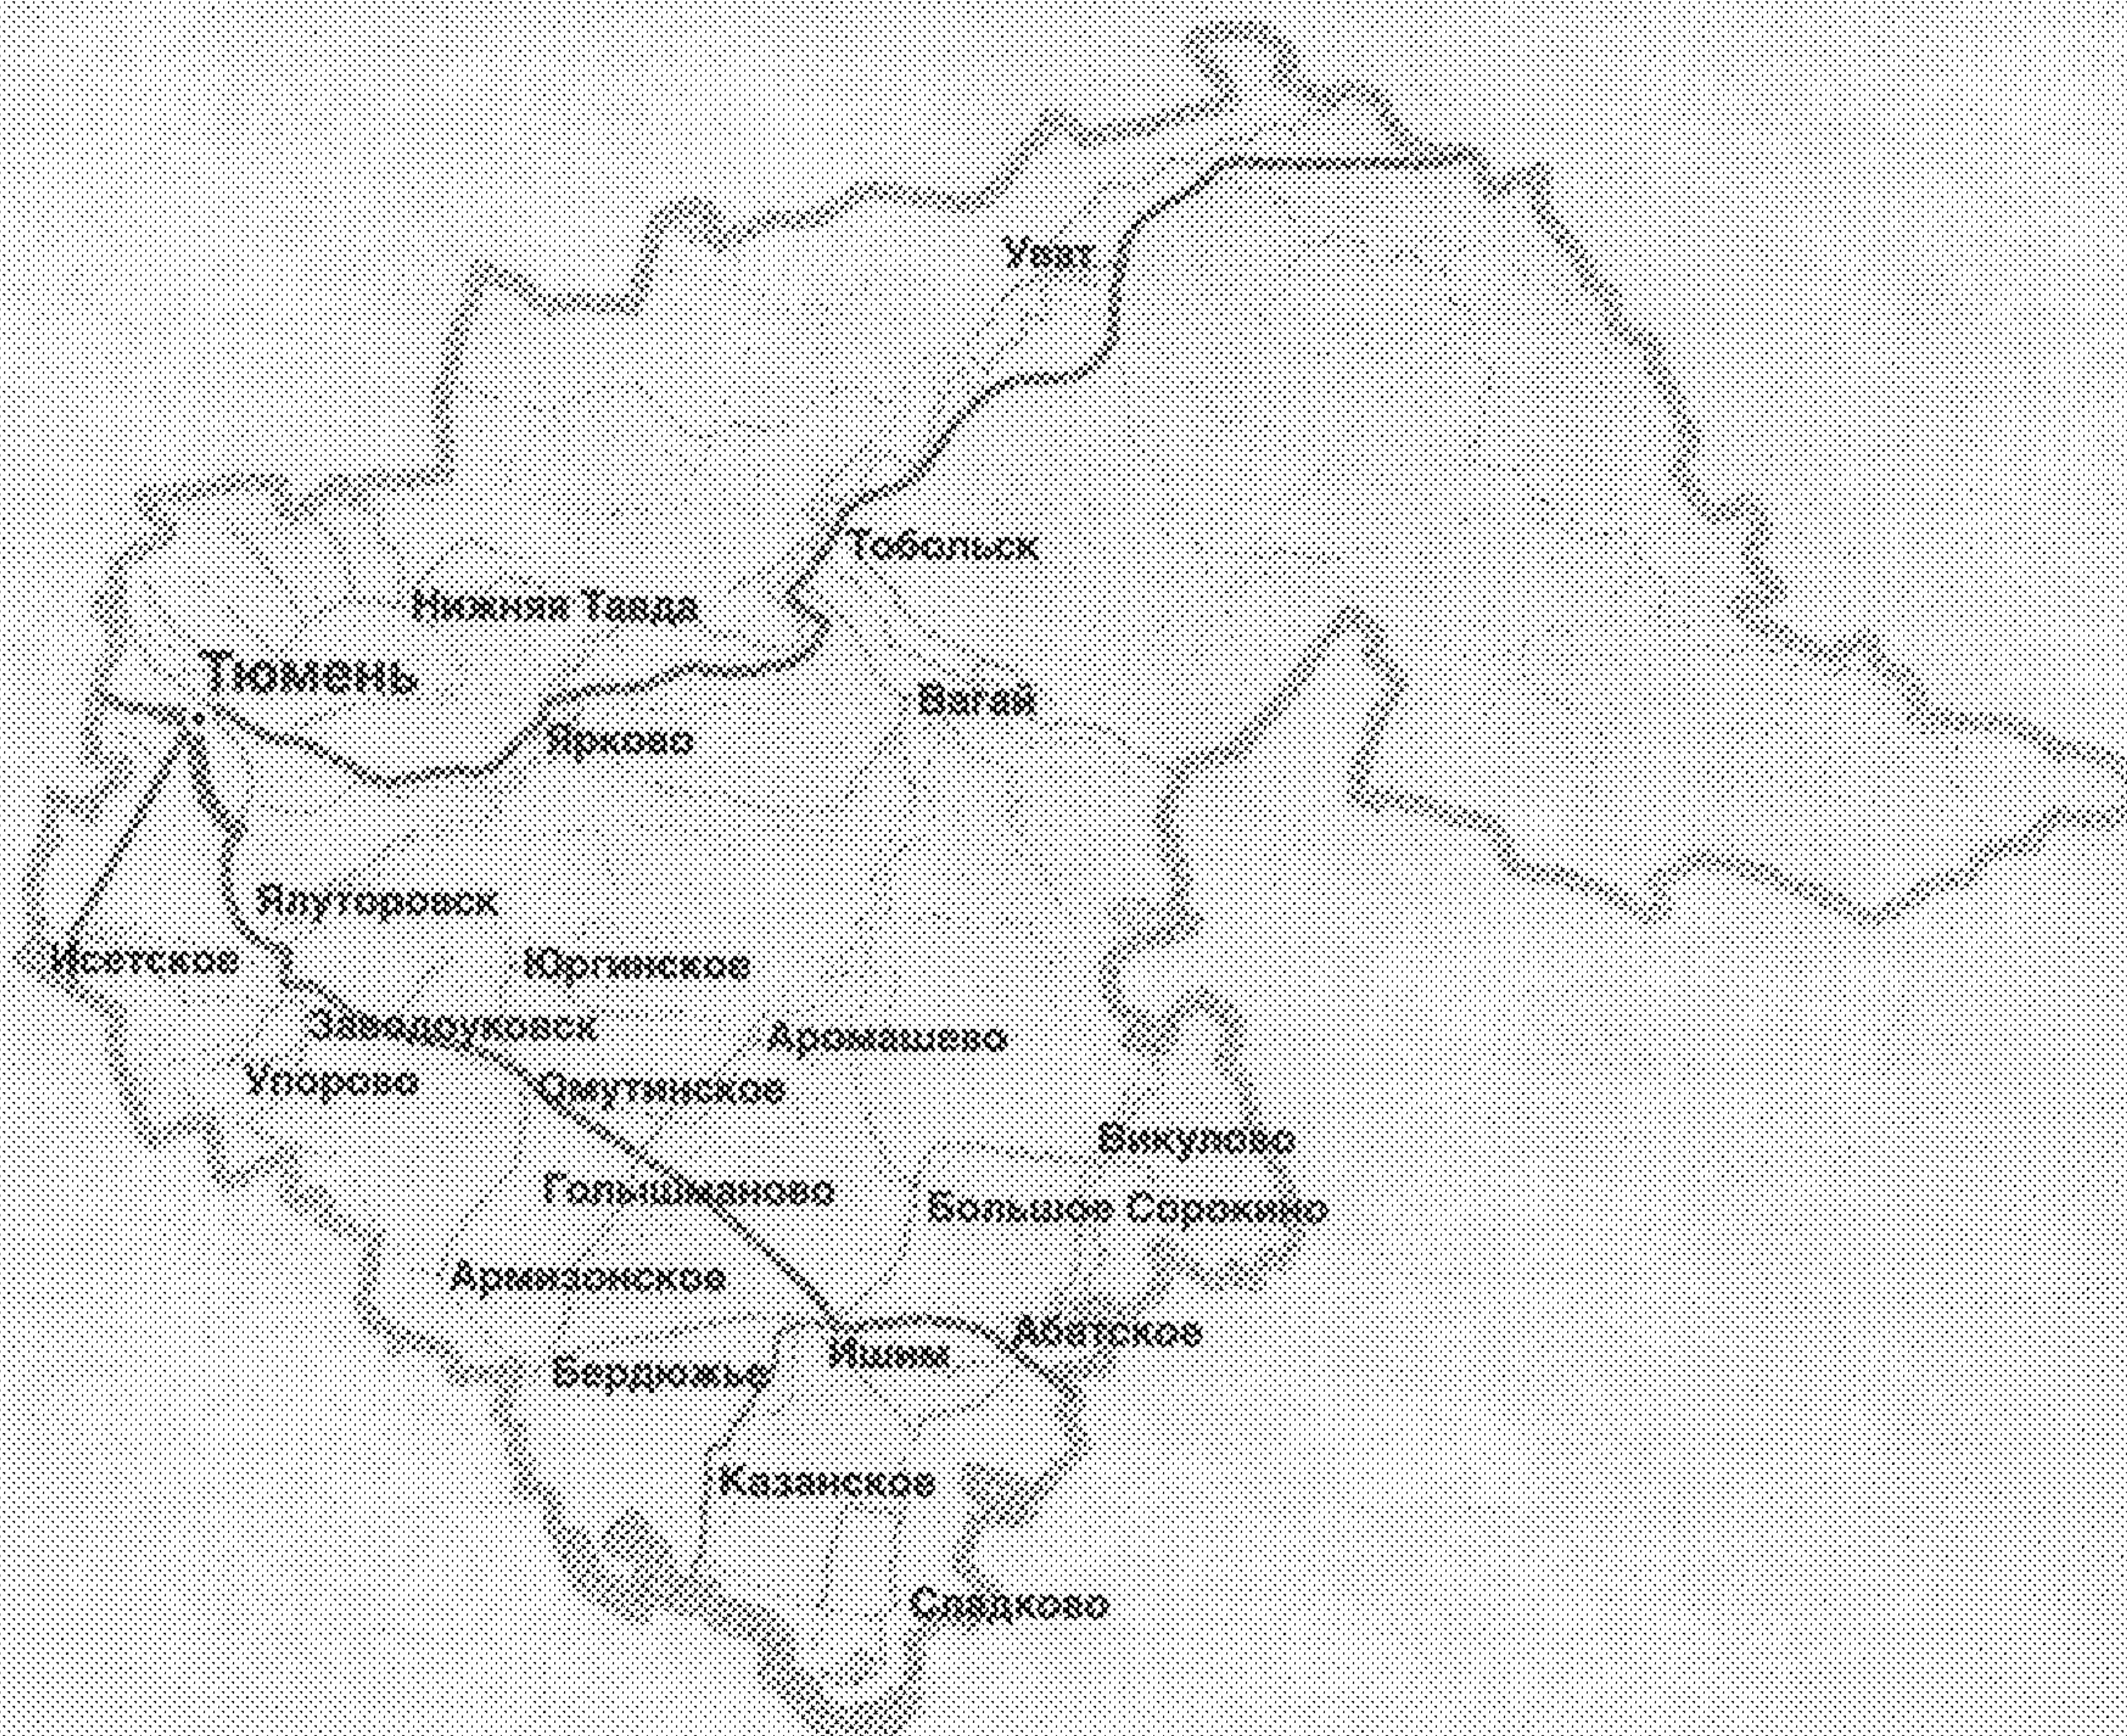 Уват
Тобольск
Нижняя Тавда
Тюмень
Вагай
Ярково
Ялуторовск
Исетское
Юргинское
Заводоуковск
Аромашево
Упорово
Омутинское
Викулово
Голышманово
Большое Сорокино
Армизонское
Абатское
Ишим
Бердюжье
Казанское
Сладково